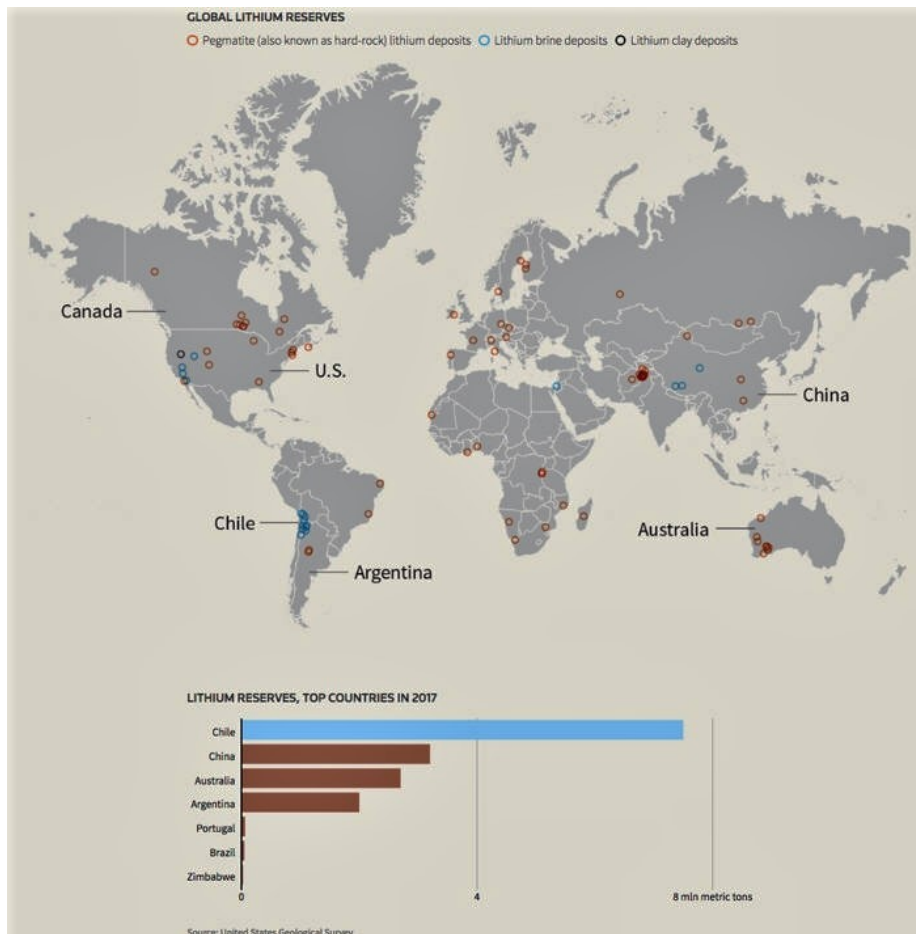 GLOBAL LITHIUM RESERVES
Pegmatite (also known as hard-rock) lithium deposits Lithium brine deposits Lithium clay deposits
Canada
U.S.
China
Chile
Australia
Argentina
LITHIUM RESERVES, TOP COUNTRIES IN 2017
Chile
China
Australia
Argentina
Portugal
Brazil
Zimbabwe
0 4 8 mln metric tons
Source: United States Geological Survey